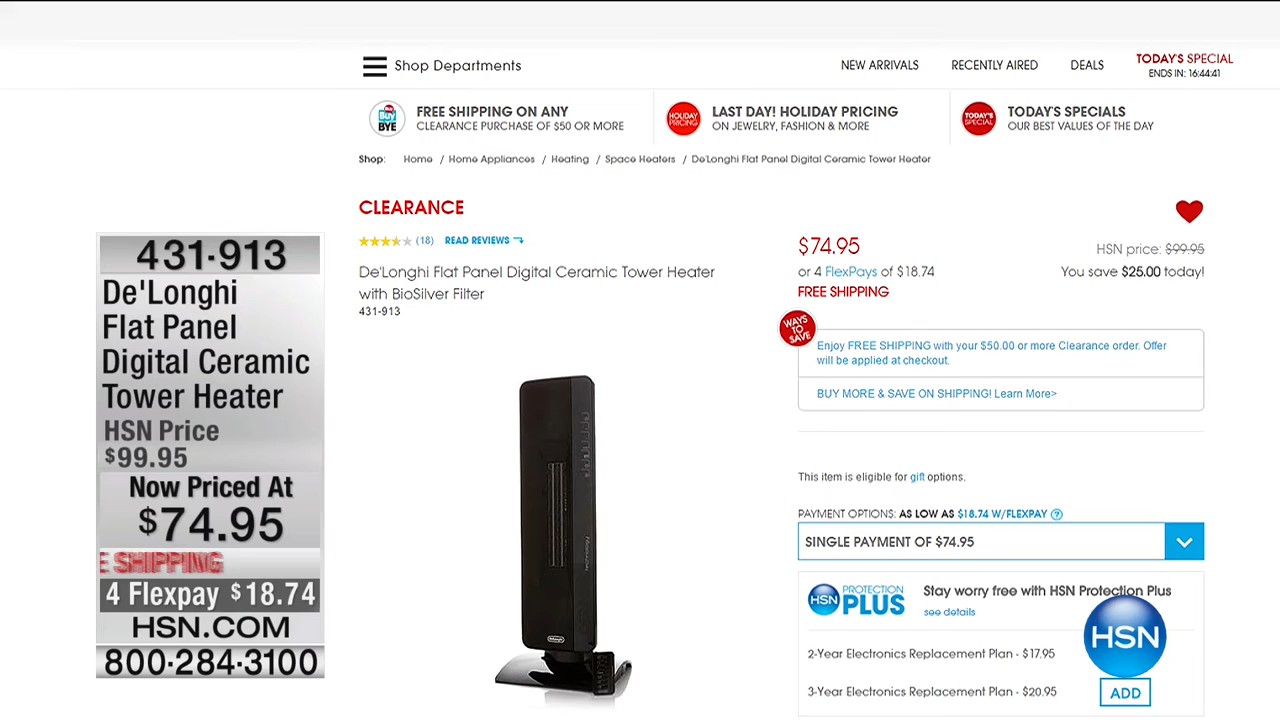 Shop Departments
NEW ARRIVALS
RECENTLY AIRED
DEALS
TODAY'S SPECIAL
ENDS IN: 16:44:41
Buy
BYE
FREE SHIPPING ON ANY
CLEARANCE PURCHASE OF $50 OR MORE
HOLIDAY
PRICING
LAST DAY! HOLIDAY PRICING
ON JEWELRY, FASHION & MORE
TODAY'S
SPECIAL
TODAY'S SPECIALS
OUR BEST VALUES OF THE DAY
Shop: Home / Home Appliances / Heating / Space Heaters / De'Longhi Flat Panel Digital Ceramic Tower Heater
431-913
De'Longhi
Flat Panel
Digital Ceramic
Tower Heater
HSN Price
$99.95
Now Priced At
$74.95
E SHIPPING
4 Flexpay $18.74
HSN.COM
800-284-3100
CLEARANCE
(18) READ REVIEWS
De'Longhi Flat Panel Digital Ceramic Tower Heater
with BioSilver Filter
431-913
DeLonghi
$74.95
HSN price: $99.95
or 4 FlexPays of $18.74
You save $25.00 today!
FREE SHIPPING
WAYS
TO
SAVE
Enjoy FREE SHIPPING with your $50.00 or more Clearance order. Offer
will be applied at checkout.
BUY MORE & SAVE ON SHIPPING! Learn More>
This item is eligible for gift options.
PAYMENT OPTIONS: AS LOW AS $18.74 W/FLEXPAY ?
SINGLE PAYMENT OF $74.95
HSN PROTECTION
PLUS
Stay worry free with HSN Protection Plus
see details
2-Year Electronics Replacement Plan - $17.95
3-Year Electronics Replacement Plan - $20.95
HSN
ADD